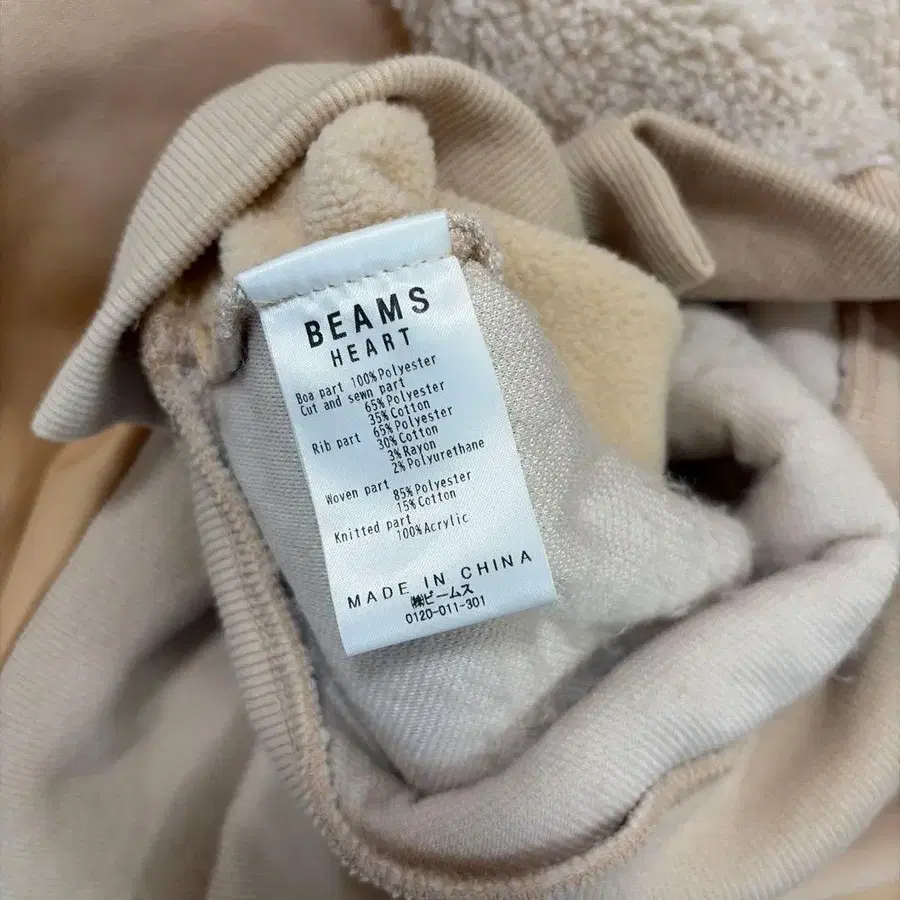 BEAMS
HEART
Boa part 100%Polyester
Cut and sewn part
65%Polyester
35%Cotton
Rib part 65%Polyester
30%Cotton
3%Rayon
2%Polyurethane
Woven part
85%Polyester
15%Cotton
Knitted part
100%Acrylic
MADE IN CHINA
㈱ビームス
0120-011-301